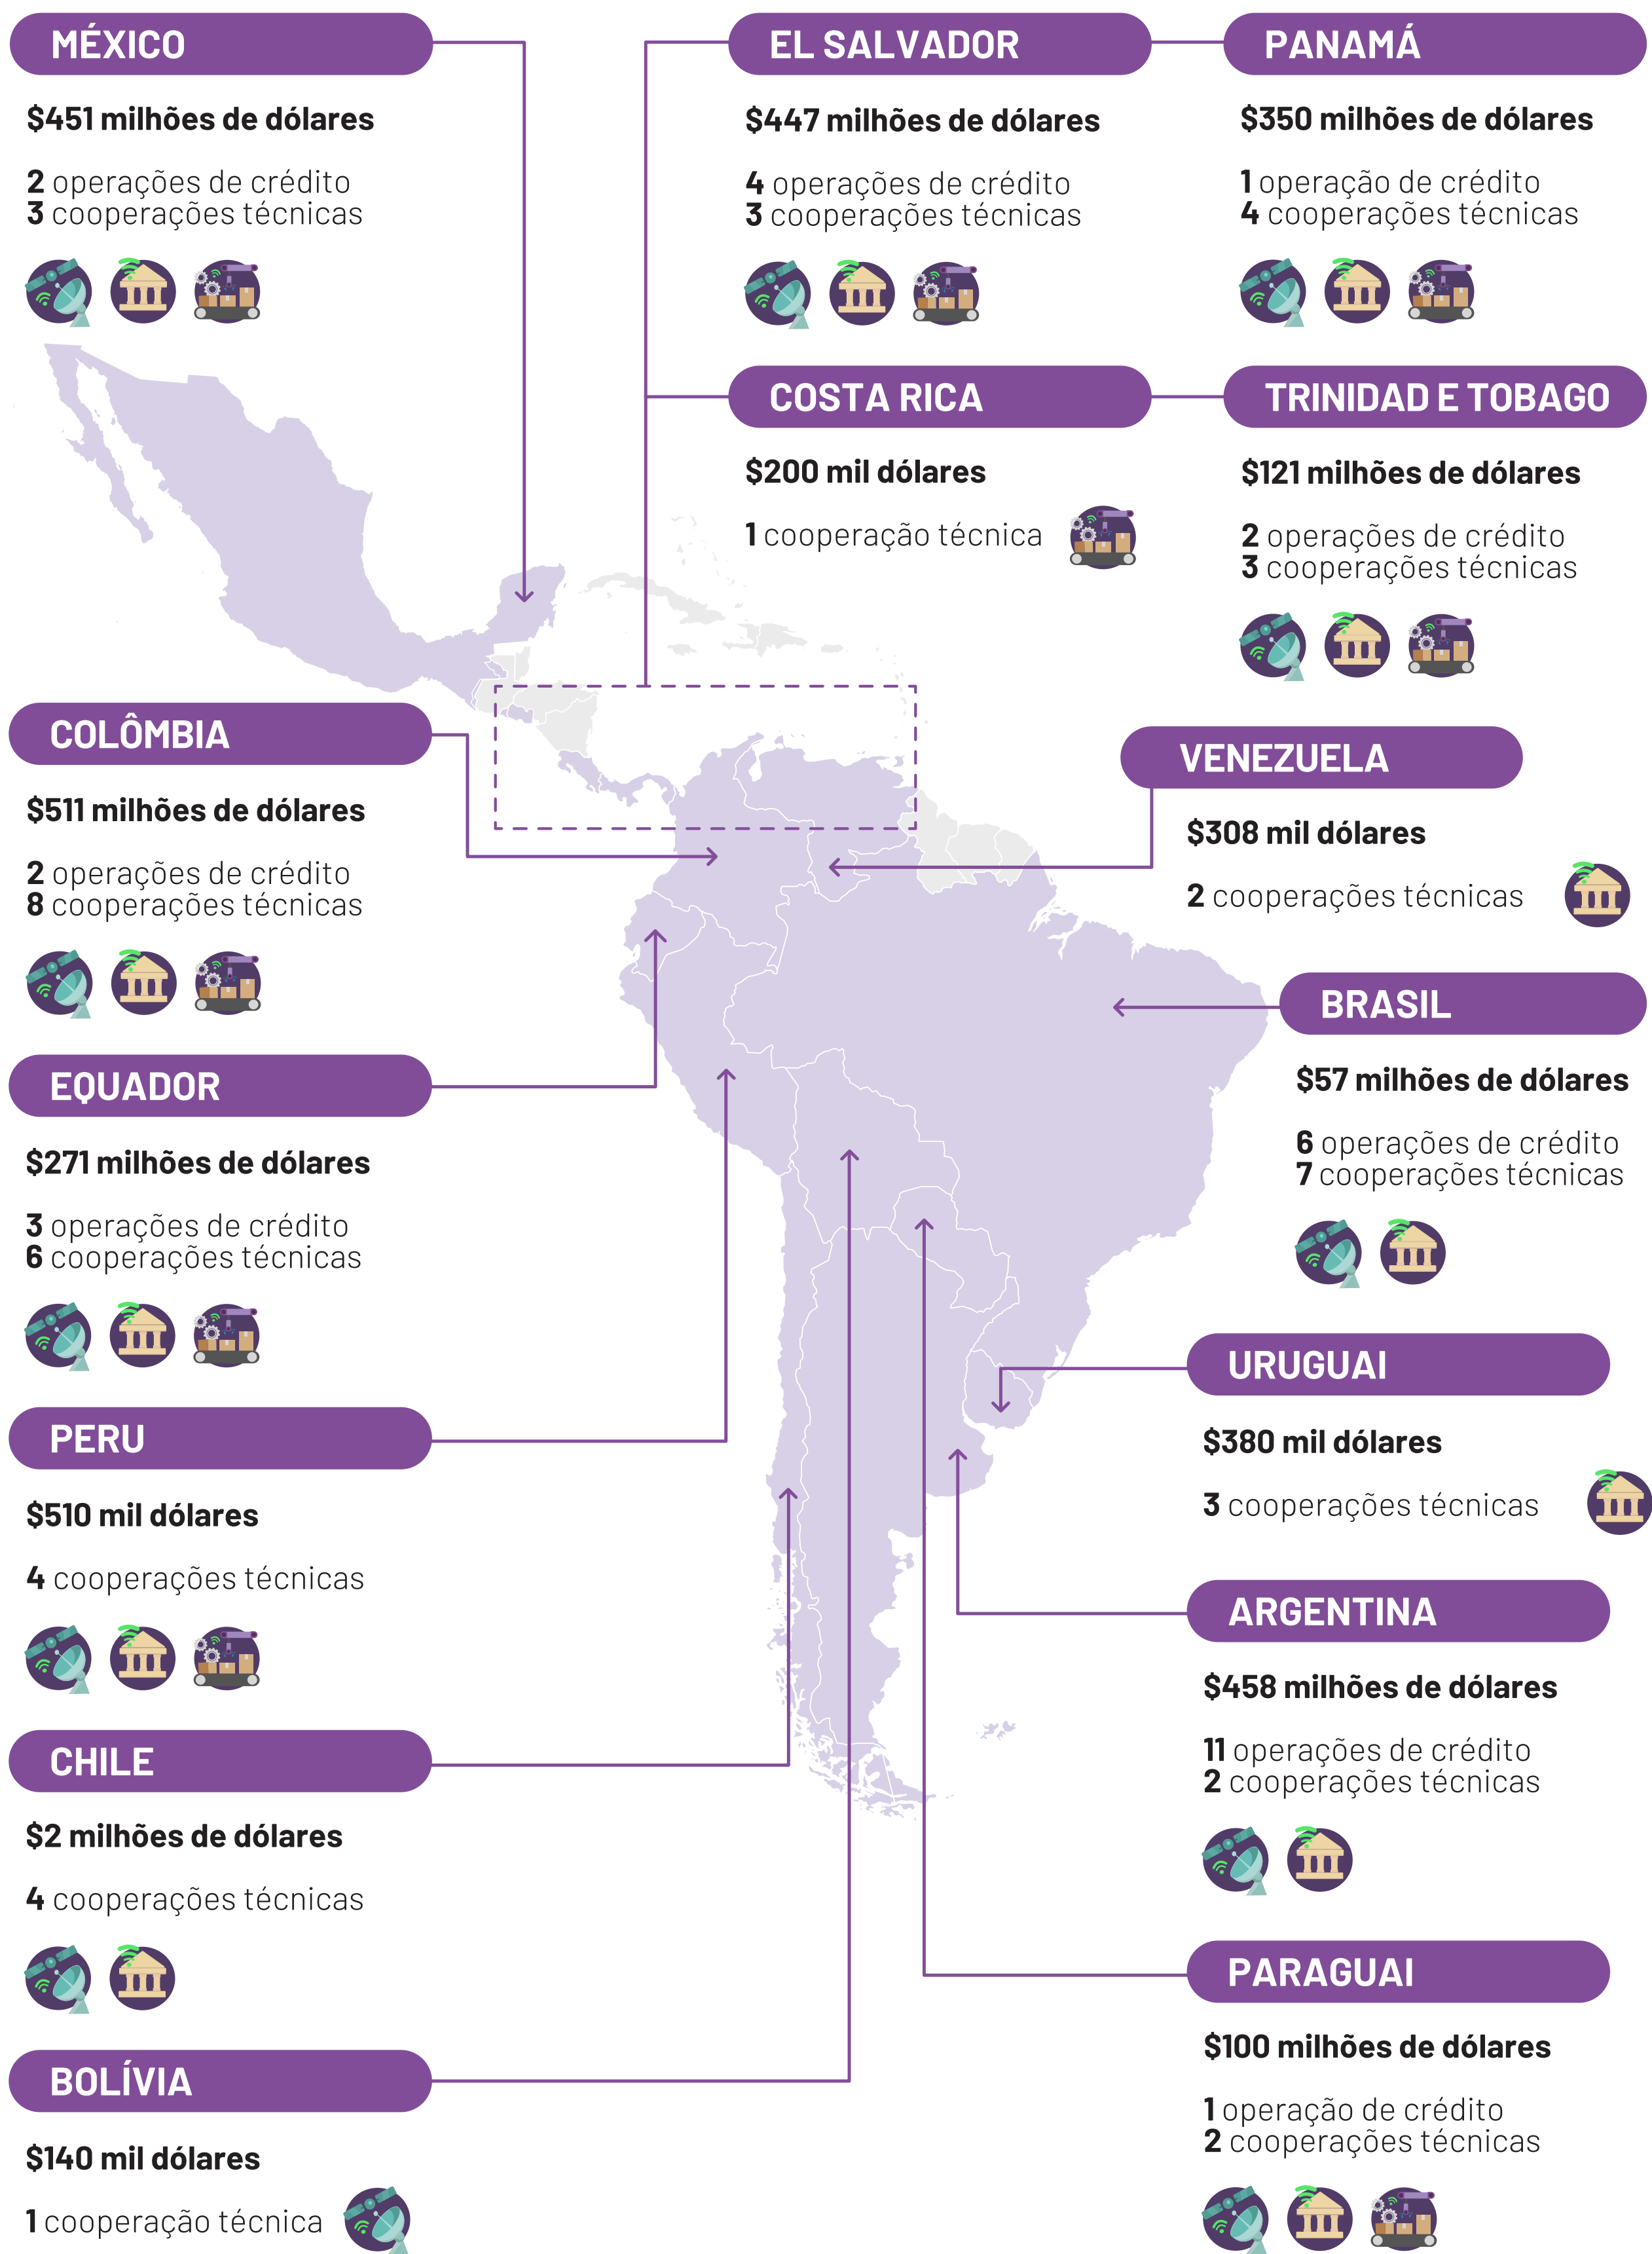 MÉXICO
$451 milhões de dólares
2 operações de crédito
3 cooperações técnicas
EL SALVADOR
$447 milhões de dólares
4 operações de crédito
3 cooperações técnicas
PANAMÁ
$350 milhões de dólares
1 operação de crédito
4 cooperações técnicas
COSTA RICA
$200 mil dólares
1 cooperação técnica
TRINIDAD E TOBAGO
$121 milhões de dólares
2 operações de crédito
3 cooperações técnicas
COLÔMBIA
$511 milhões de dólares
2 operações de crédito
8 cooperações técnicas
VENEZUELA
$308 mil dólares
2 cooperações técnicas
BRASIL
$57 milhões de dólares
6 operações de crédito
7 cooperações técnicas
EQUADOR
$271 milhões de dólares
3 operações de crédito
6 cooperações técnicas
URUGUAI
$380 mil dólares
3 cooperações técnicas
PERU
$510 mil dólares
4 cooperações técnicas
ARGENTINA
$458 milhões de dólares
11 operações de crédito
2 cooperações técnicas
CHILE
$2 milhões de dólares
4 cooperações técnicas
PARAGUAI
$100 milhões de dólares
1 operação de crédito
2 cooperações técnicas
BOLÍVIA
$140 mil dólares
1 cooperação técnica